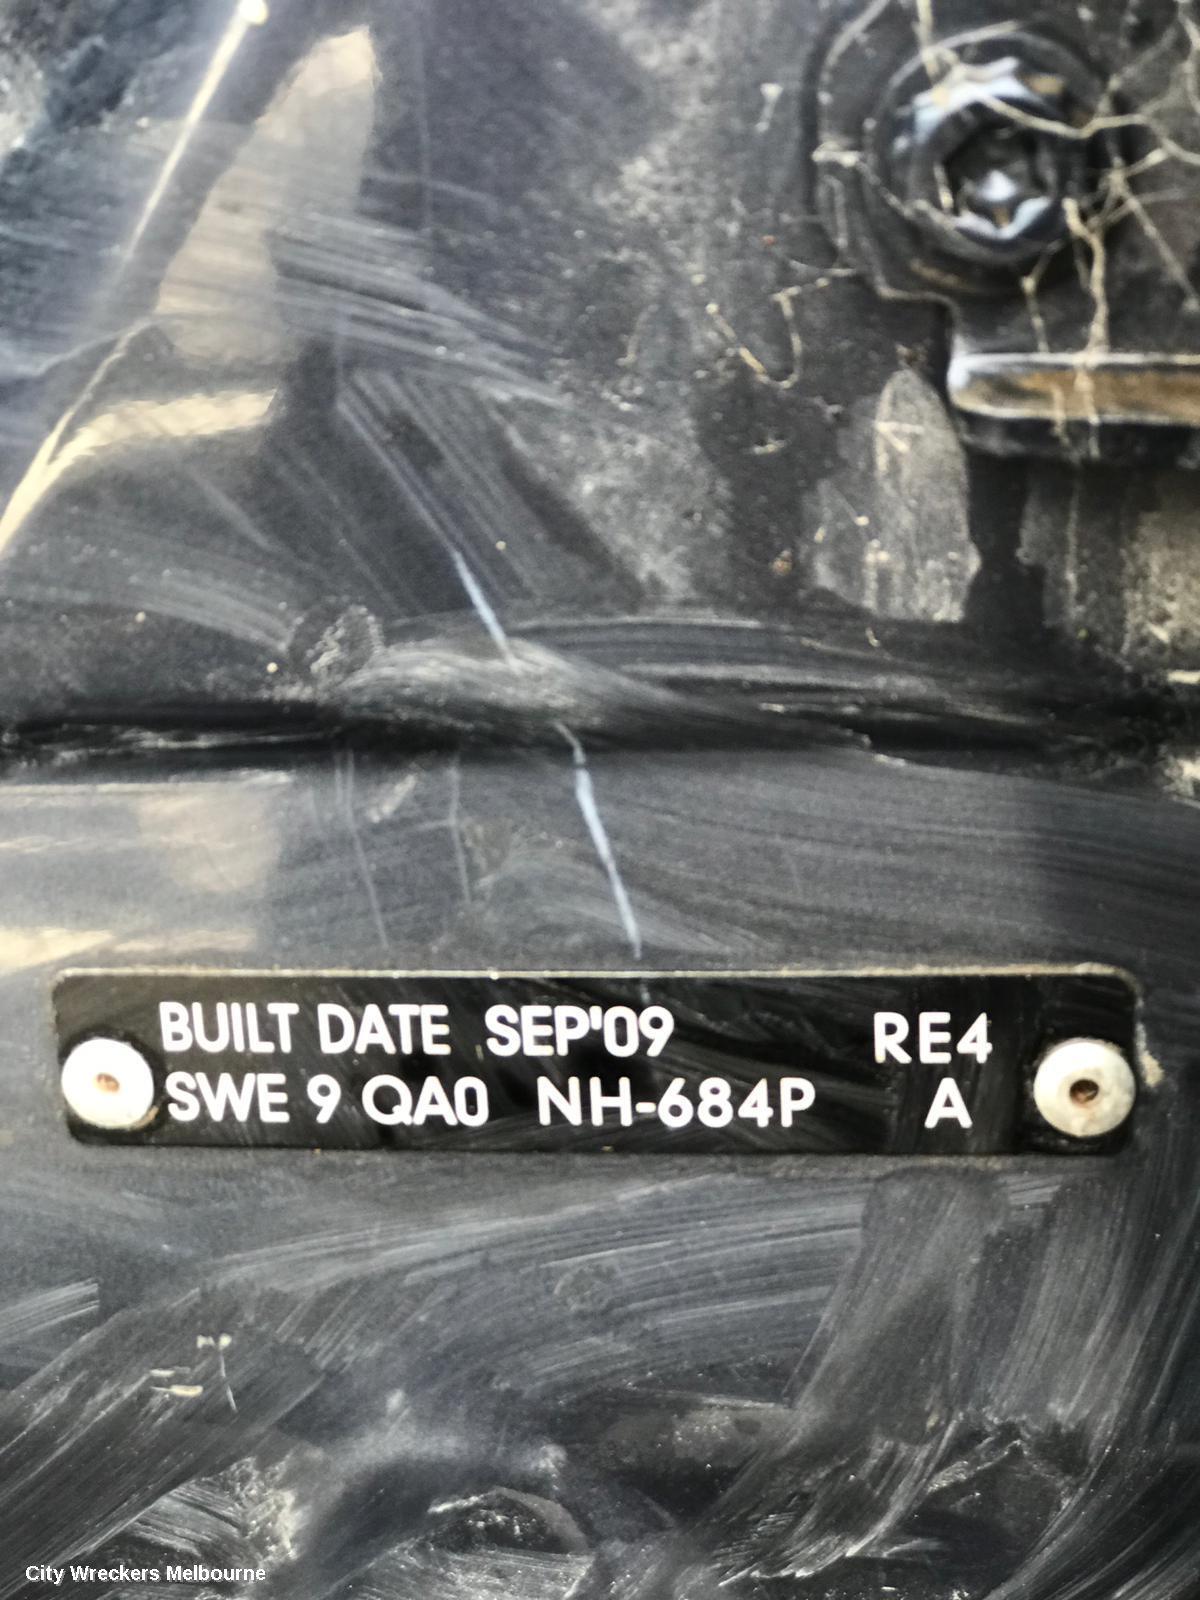 BUILT DATE SEP'09 RE4
SWE 9 QA0 NH-684P A
City Wreckers Melbourne